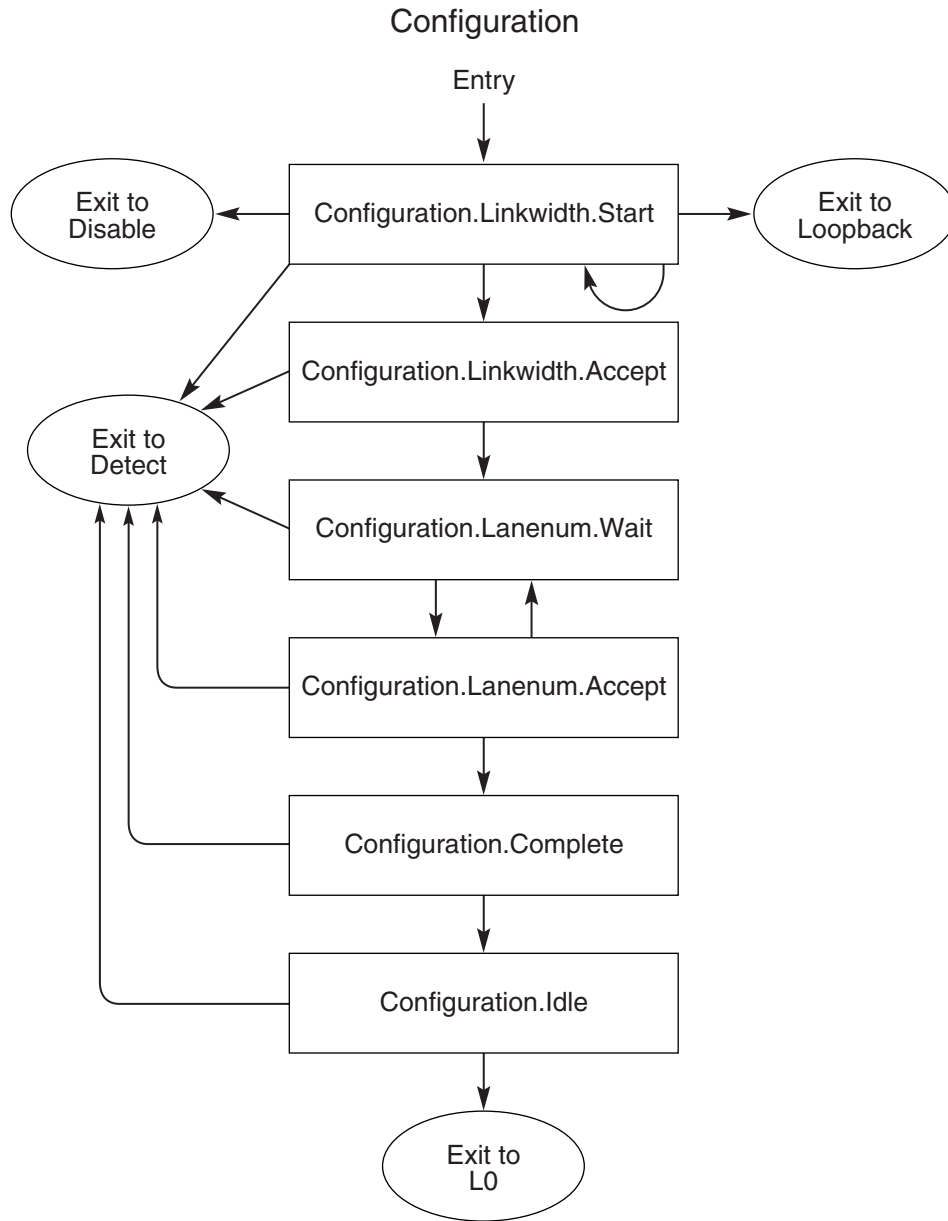 Configuration
Entry
Exit to
Disable
Configuration.Linkwidth.Start
Exit to
Loopback
Configuration.Linkwidth.Accept
Exit to
Detect
Configuration.Lanenum.Wait
Configuration.Lanenum.Accept
Configuration.Complete
Configuration.Idle
Exit to
L0